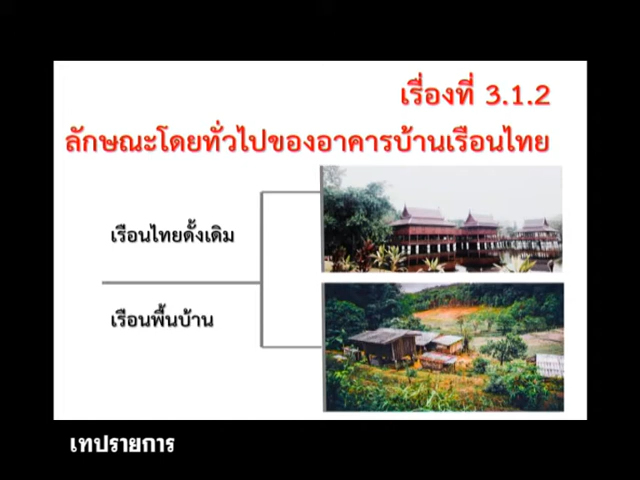 เรื่องที่ 3.1.2
ลักษณะโดยทั่วไปของอาคารบ้านเรือนไทย
เรือนไทยดั้งเดิม
เรือนพื้นบ้าน
เทปรายการ